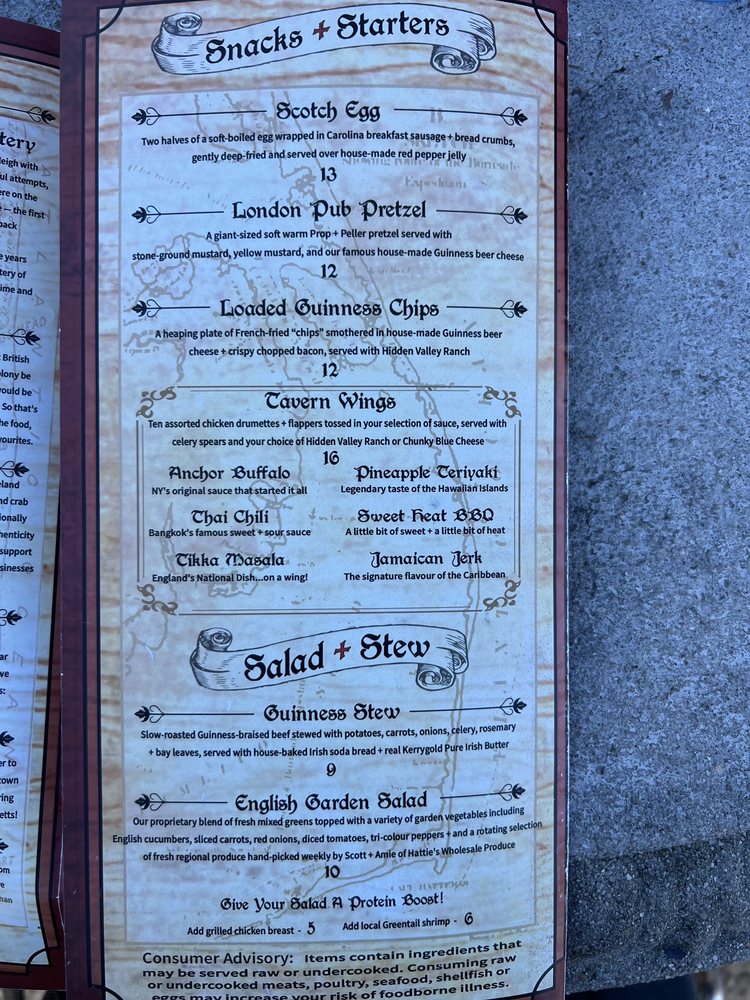 Snacks + Starters
Scotch Egg
Two halves of a soft-boiled egg wrapped in Carolina breakfast sausage + bread crumbs,
gently deep-fried and served over house-made red pepper jelly
13
London Pub Pretzel
A giant-sized soft warm Prop + Peller pretzel served with
stone-ground mustard, yellow mustard, and our famous house-made Guinness beer cheese
12
Loaded Guinness Chips
A heaping plate of French-fried “chips” smothered in house-made Guinness beer
cheese + crispy chopped bacon, served with Hidden Valley Ranch
12
Tavern Wings
Ten assorted chicken drumettes + flappers tossed in your selection of sauce, served with
celery spears and your choice of Hidden Valley Ranch or Chunky Blue Cheese
16
Anchor Buffalo
NY's original sauce that started it all
Pineapple Teriyaki
Legendary taste of the Hawaiian Islands
Thai Chili
Bangkok's famous sweet + sour sauce
Sweet Heat BBQ
A little bit of sweet + a little bit of heat
Tikka Masala
England's National Dish...on a wing!
Jamaican Jerk
The signature flavour of the Caribbean
Salad + Stew
Guinness Stew
Slow-roasted Guinness-braised beef stewed with potatoes, carrots, onions, celery, rosemary
+ bay leaves, served with house-baked Irish soda bread + real Kerrygold Pure Irish Butter
9
English Garden Salad
Our proprietary blend of fresh mixed greens topped with a variety of garden vegetables including
English cucumbers, sliced carrots, red onions, diced tomatoes, tri-colour peppers + and a rotating selection
of fresh regional produce hand-picked weekly by Scott + Amie of Hattie's Wholesale Produce
10
Give Your Salad A Protein Boost!
Add grilled chicken breast - 5
Add local Greentail shrimp - 6
Consumer Advisory: Items contain ingredients that
may be served raw or undercooked. Consuming raw
or undercooked meats, poultry, seafood, shellfish or
eggs may increase your risk of foodborne illness.